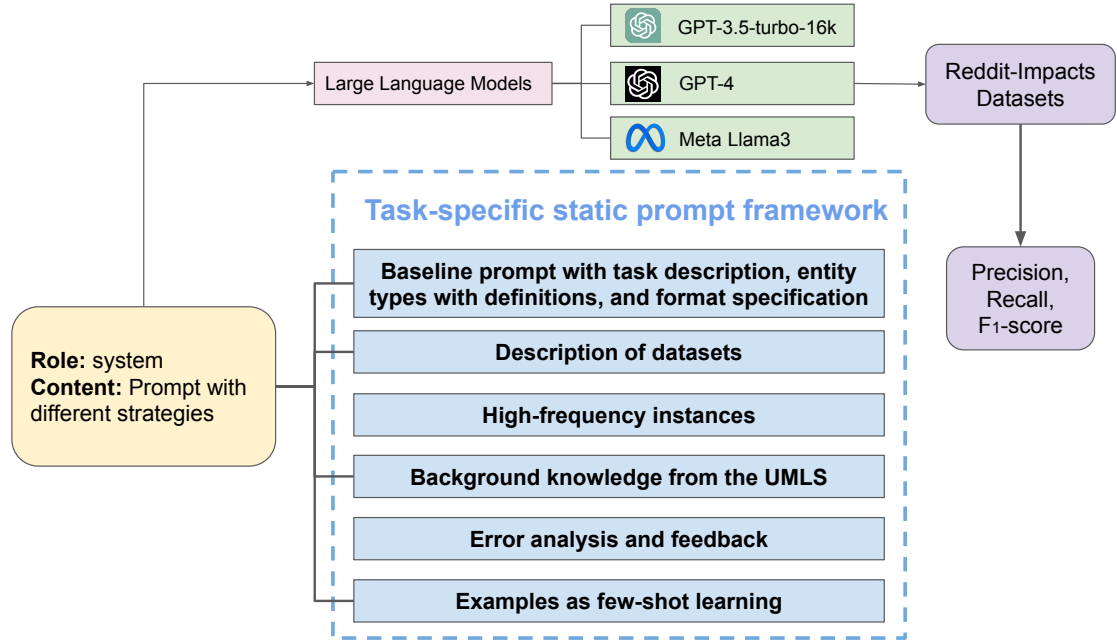 GPT-3.5-turbo-16k
Large Language Models
GPT-4
Meta Llama3
Reddit-Impacts
Datasets
Precision,
Recall,
F1-score
Task-specific static prompt framework
Baseline prompt with task description, entity
types with definitions, and format specification
Description of datasets
High-frequency instances
Background knowledge from the UMLS
Error analysis and feedback
Examples as few-shot learning
Role: system
Content: Prompt with
different strategies